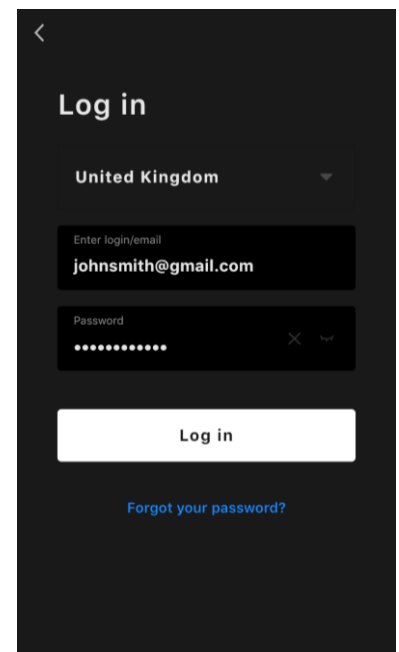 Log in
United Kingdom
Enter login/email
johnsmith@gmail.com
Password
••••••••••••
Log in
Forgot your password?